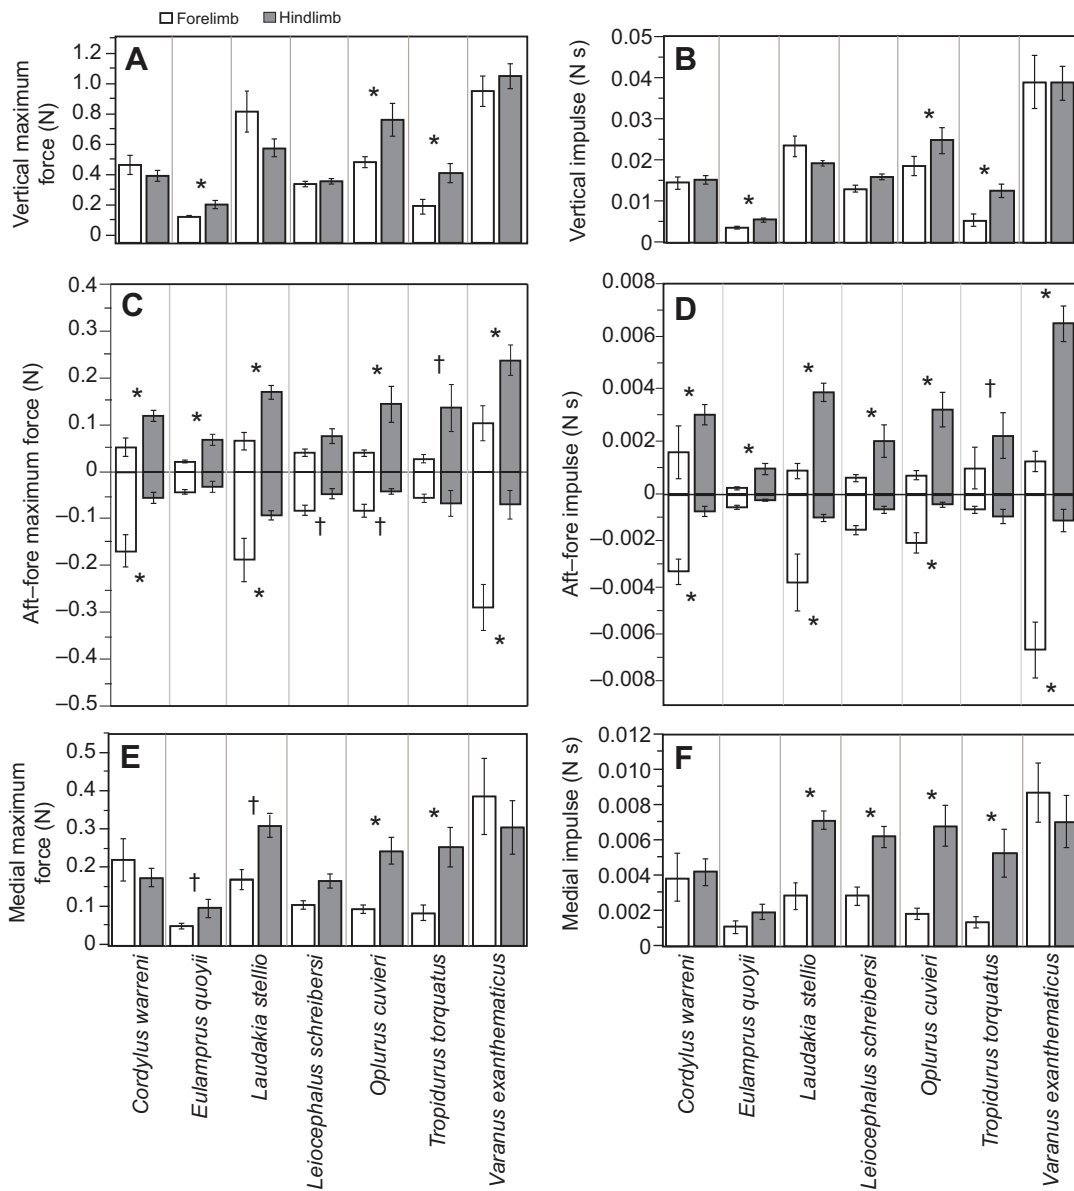 Forelimb Hindlimb
A
Vertical maximum
force (N)
1.2
1.0
0.8
0.6
0.4
0.2
0
*
*
*
B
Vertical impulse (N s)
0.05
0.04
0.03
0.02
0.01
0
*
*
*
C
Aft–fore maximum force (N)
0.4
0.3
0.2
0.1
0
–0.1
–0.2
–0.3
–0.4
–0.5
*
*
*
*
†
*
*
*
†
†
*
D
Aft–fore impulse (N s)
0.008
0.006
0.004
0.002
0
–0.002
–0.004
–0.006
–0.008
*
*
*
*
*
†
*
*
*
*
*
E
Medial maximum
force (N)
0.5
0.4
0.3
0.2
0.1
0
†
†
*
*
F
Medial impulse (N s)
0.012
0.010
0.008
0.006
0.004
0.002
0
*
*
*
*
Cordylus warreni
Eulamprus quoyii
Laudakia stellio
Leiocephalus schreibersi
Oplurus cuvieri
Tropidurus torquatus
Varanus exanthematicus
Cordylus warreni
Eulamprus quoyii
Laudakia stellio
Leiocephalus schreibersi
Oplurus cuvieri
Tropidurus torquatus
Varanus exanthematicus